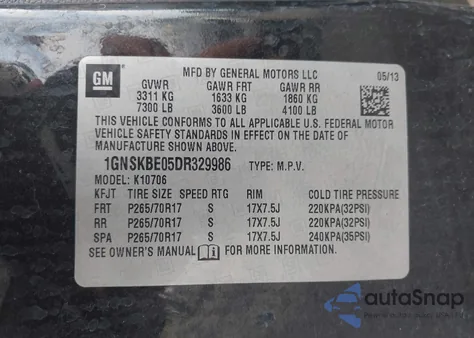 GM
MFD BY GENERAL MOTORS LLC 05/13
GVWR GAWR FRT GAWR RR
3311 KG 1633 KG 1860 KG
7300 LB 3600 LB 4100 LB
THIS VEHICLE CONFORMS TO ALL APPLICABLE U.S. FEDERAL MOTOR
VEHICLE SAFETY STANDARDS IN EFFECT ON THE DATE OF
MANUFACTURE SHOWN ABOVE.
1GNSKBE05DR329986 TYPE: M.P.V.
MODEL: K10706
KFJT TIRE SIZE SPEED RTG RIM COLD TIRE PRESSURE
FRT P265/70R17 S 17X7.5J 220KPA(32PSI)
RR P265/70R17 S 17X7.5J 220KPA(32PSI)
SPA P265/70R17 S 17X7.5J 240KPA(35PSI)
SEE OWNER'S MANUAL FOR MORE INFORMATION.
autoSnap